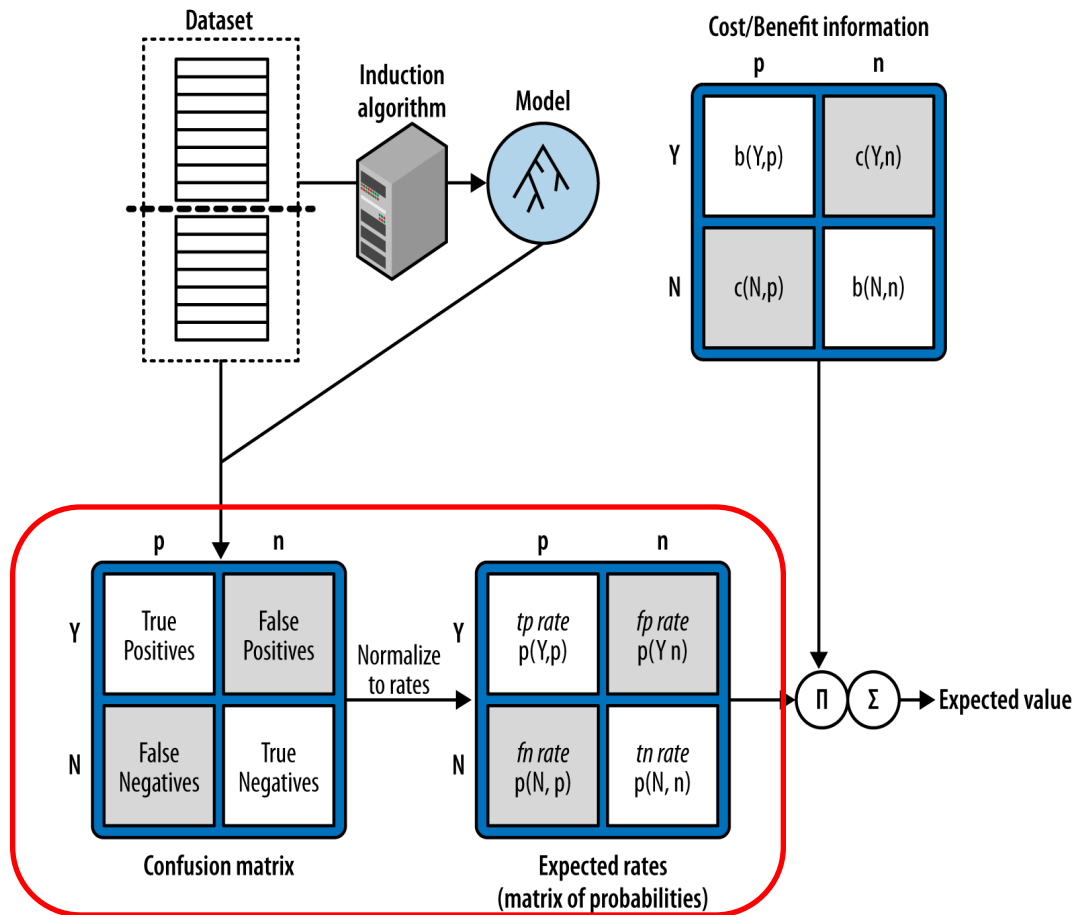 Dataset
Cost/Benefit information
p n
Induction
algorithm
Model
Y
b(Y,p) c(Y,n)
N
c(N,p) b(N,n)
p n
Y
True
Positives
False
Positives
N
False
Negatives
True
Negatives
Confusion matrix
Normalize
to rates
p n
Y
tp rate
p(Y,p)
fp rate
p(Y n)
N
fn rate
p(N, p)
tn rate
p(N, n)
Expected rates
(matrix of probabilities)
Π Σ
Expected value